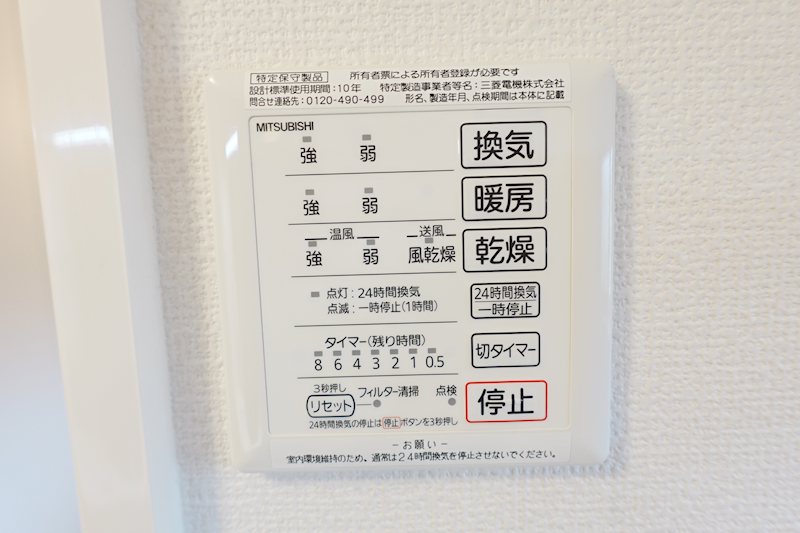 特定保守製品 所有者票による所有者登録が必要です
設計標準使用期間：10年 特定製造事業者等名：三菱電機株式会社
問合せ連絡先：0120-490-499 形名、製造年月、点検期間は本体に記載
MITSUBISHI
強 弱 換気
強 弱 暖房
温風 送風
強 弱 風乾燥 乾燥
点灯：24時間換気
点滅：一時停止(1時間)
24時間換気
一時停止
タイマー(残り時間)
8 6 4 3 2 1 0.5
切タイマー
3秒押し
リセット フィルター清掃 点検
停止
24時間換気の停止は停止ボタンを3秒押し
－お願い－
室内環境維持のため、通常は24時間換気を停止させないでください。